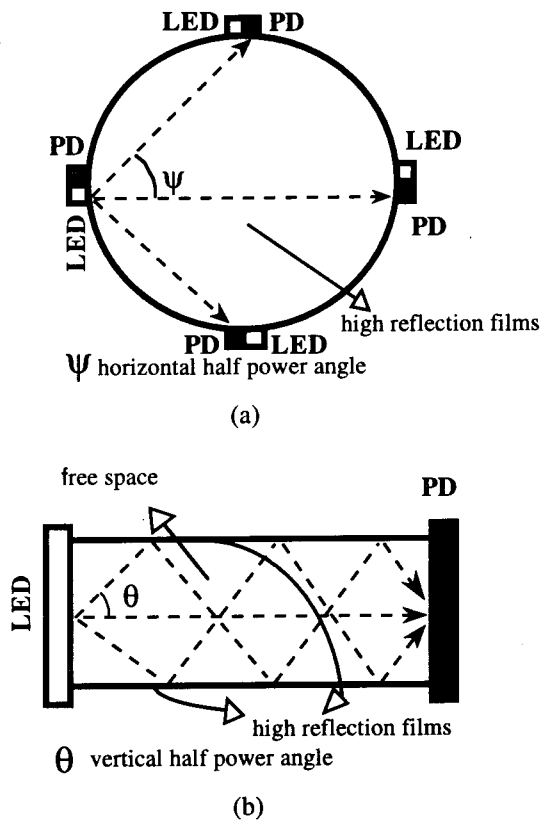 LED PD
PD
LED
ψ
LED
PD
high reflection films
PD LED
ψ horizontal half power angle
(a)
free space
PD
LED
θ
high reflection films
θ vertical half power angle
(b)